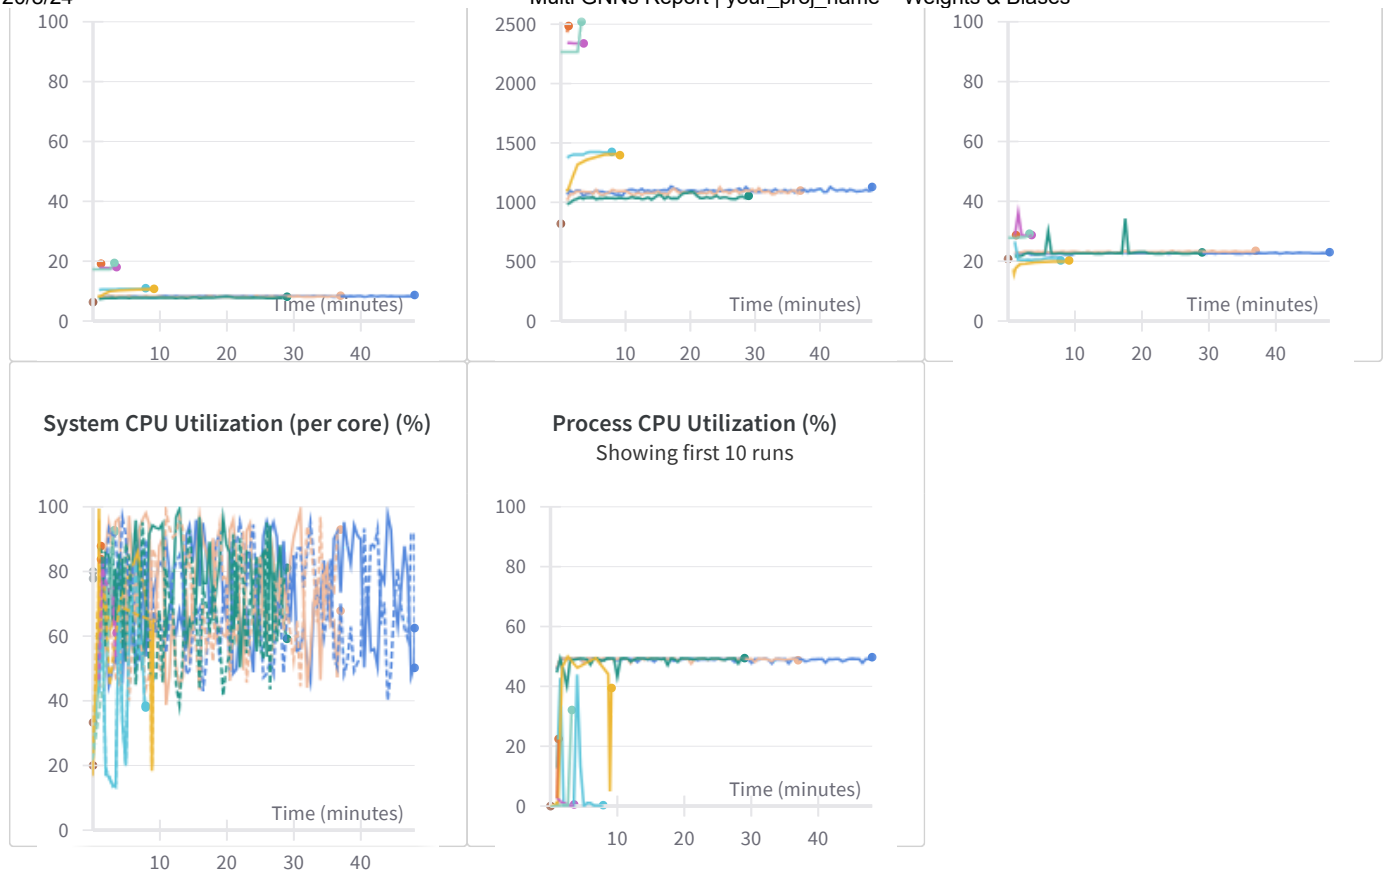 Multi-GNNs Report | your_proj_name – Weights & Biases
100
80
60
40
20
0
Time (minutes)
10 20 30 40
2500
2000
1500
1000
500
0
Time (minutes)
10 20 30 40
100
80
60
40
20
0
Time (minutes)
10 20 30 40
System CPU Utilization (per core) (%)
100
80
60
40
20
0
Time (minutes)
10 20 30 40
Process CPU Utilization (%)
Showing first 10 runs
100
80
60
40
20
0
Time (minutes)
10 20 30 40